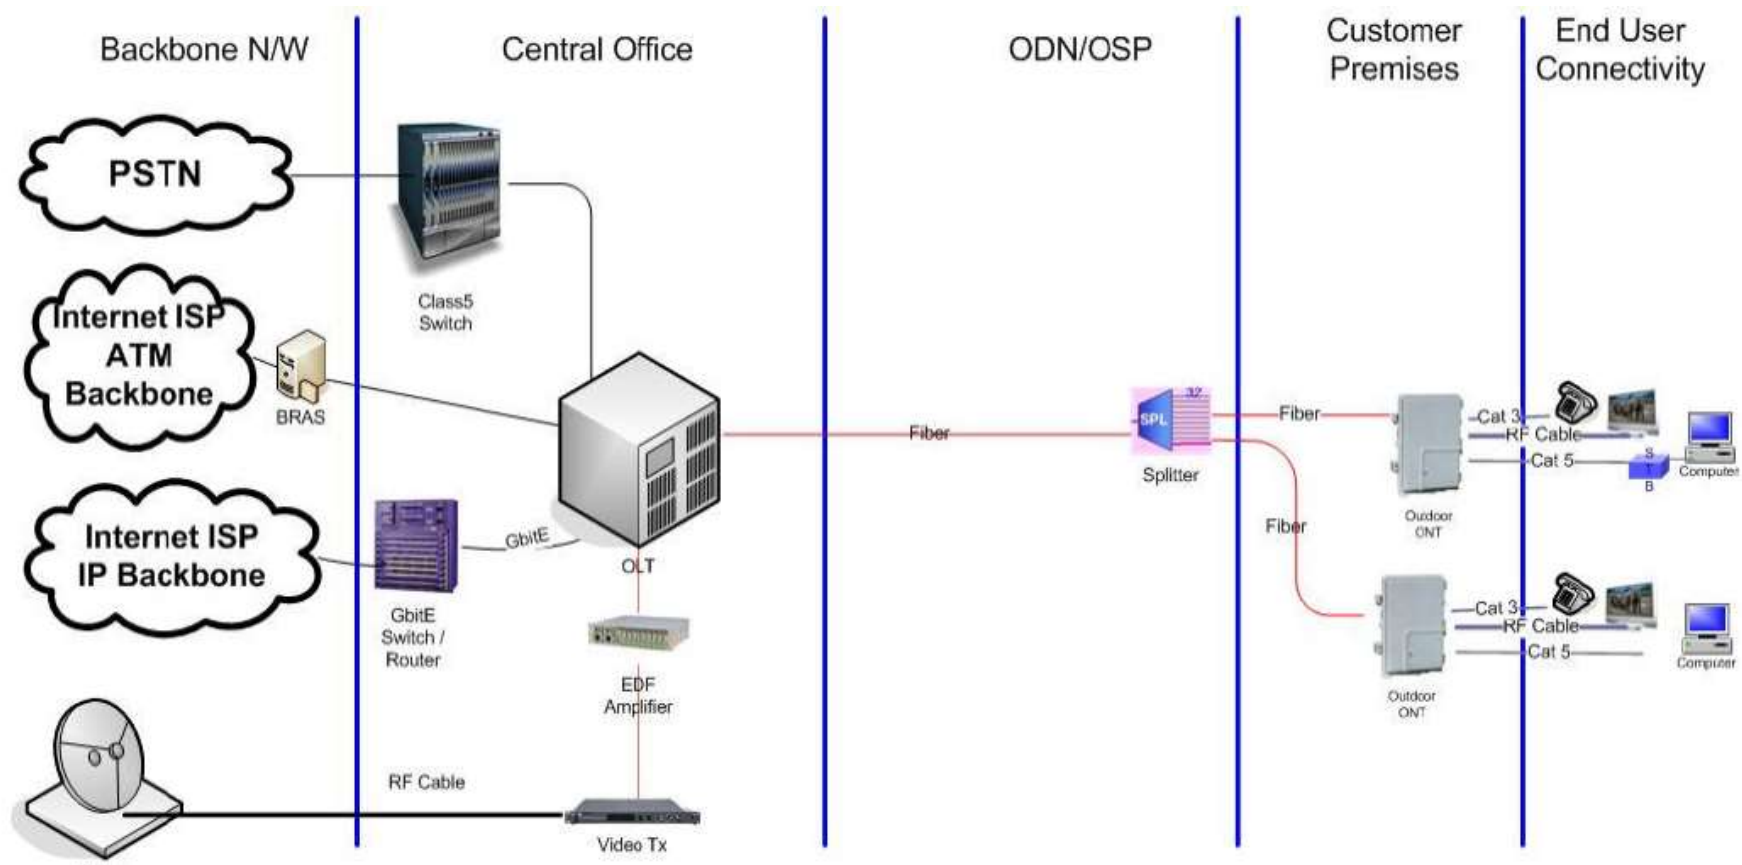 Backbone N/W
Central Office
ODN/OSP
Customer
Premises
End User
Connectivity
PSTN
Class5
Switch
Internet ISP
ATM
Backbone
BRAS
Internet ISP
IP Backbone
GbitE
GbitE
Switch /
Router
OLT
EDF
Amplifier
RF Cable
Video Tx
Fiber
32
SPL
Splitter
Fiber
Fiber
Outdoor
ONT
Cat 3
RF Cable
Cat 5
S
T
B
Computer
Outdoor
ONT
Cat 3
RF Cable
Cat 5
Computer